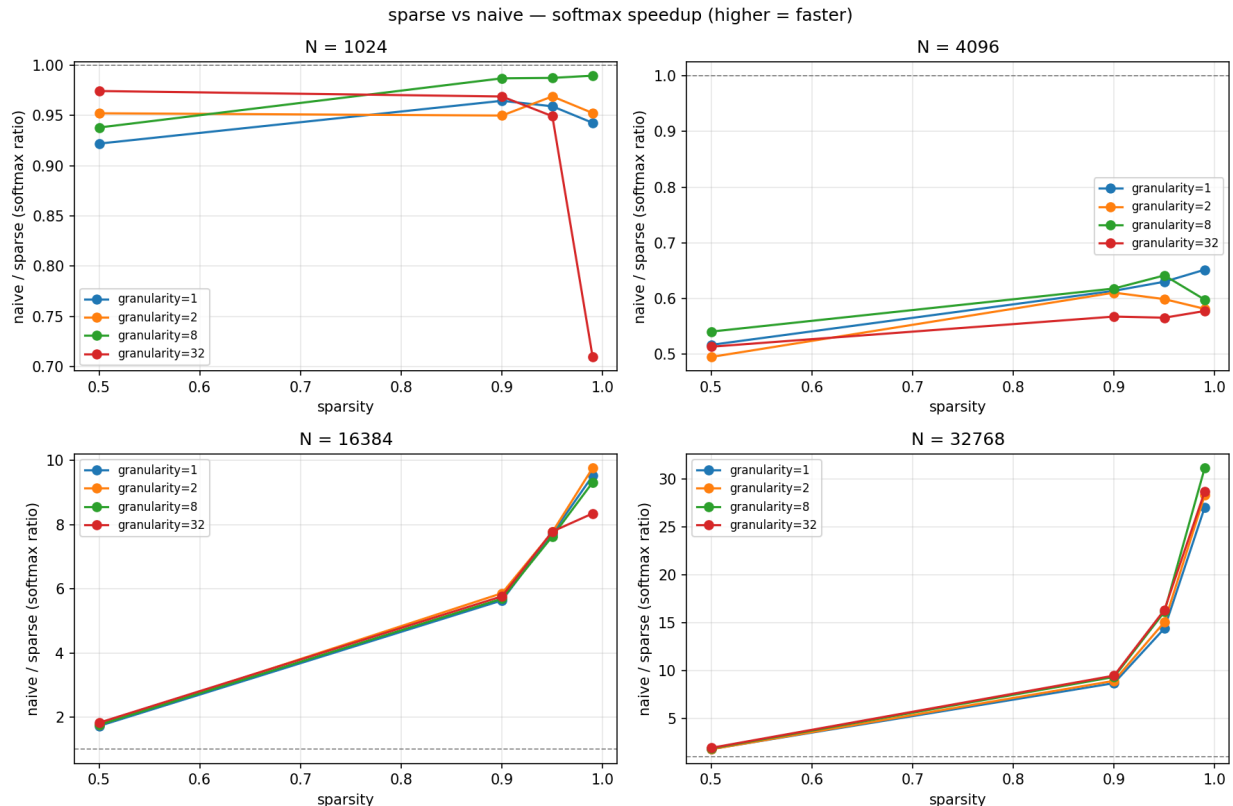 sparse vs naive — softmax speedup (higher = faster)
N = 1024
naive / sparse (softmax ratio)
1.00
0.95
0.90
0.85
0.80
0.75
0.70
granularity=1
granularity=2
granularity=8
granularity=32
0.5 0.6 0.7 0.8 0.9 1.0
sparsity
N = 4096
naive / sparse (softmax ratio)
1.0
0.9
0.8
0.7
0.6
0.5
granularity=1
granularity=2
granularity=8
granularity=32
0.5 0.6 0.7 0.8 0.9 1.0
sparsity
N = 16384
naive / sparse (softmax ratio)
10
8
6
4
2
granularity=1
granularity=2
granularity=8
granularity=32
0.5 0.6 0.7 0.8 0.9 1.0
sparsity
N = 32768
naive / sparse (softmax ratio)
30
25
20
15
10
5
granularity=1
granularity=2
granularity=8
granularity=32
0.5 0.6 0.7 0.8 0.9 1.0
sparsity